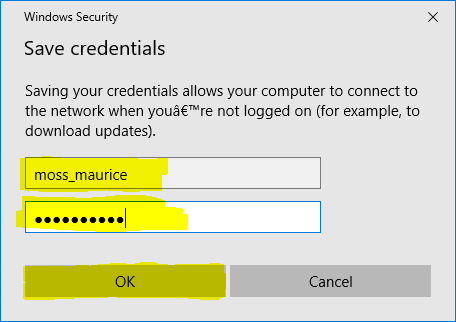 Windows Security
Save credentials
Saving your credentials allows your computer to connect to
the network when youâ€™re not logged on (for example, to
download updates).
moss_maurice
●●●●●●●●●●
OK
Cancel